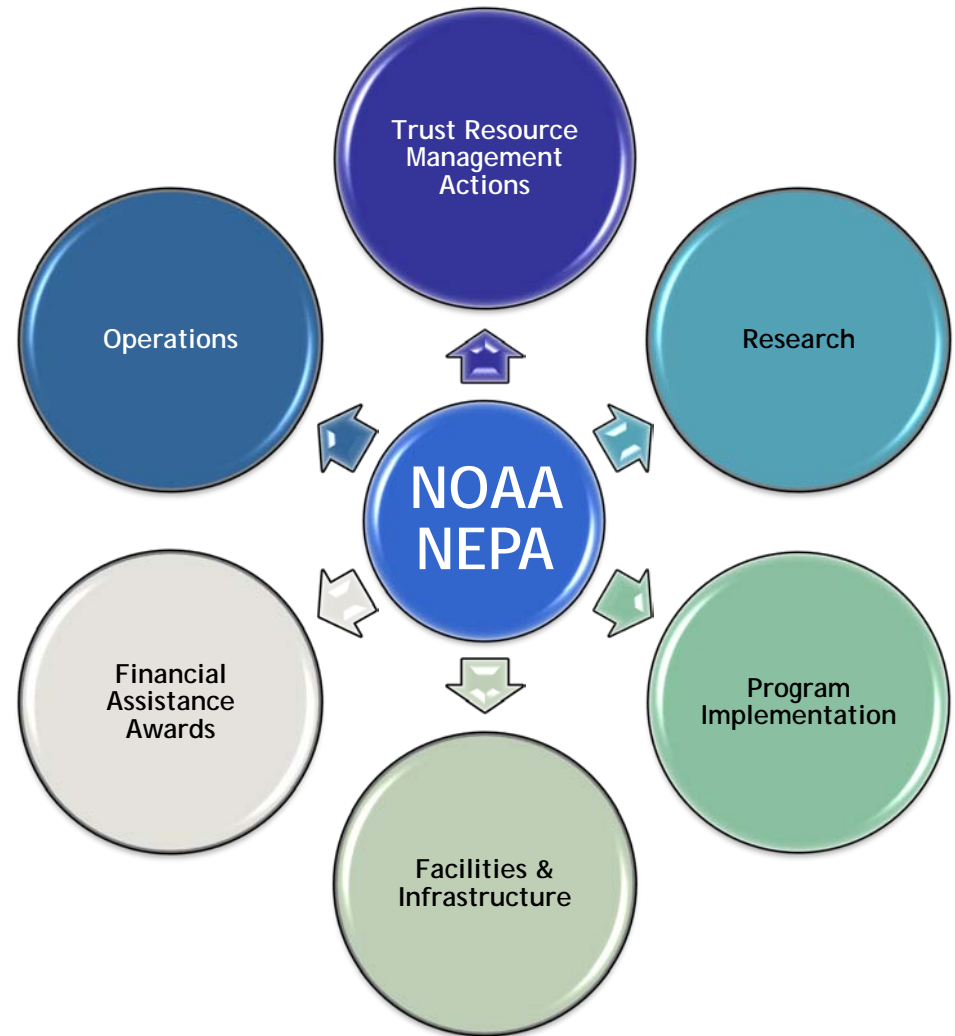 Trust Resource
Management
Actions
Operations
Research
NOAA
NEPA
Financial
Assistance
Awards
Program
Implementation
Facilities &
Infrastructure